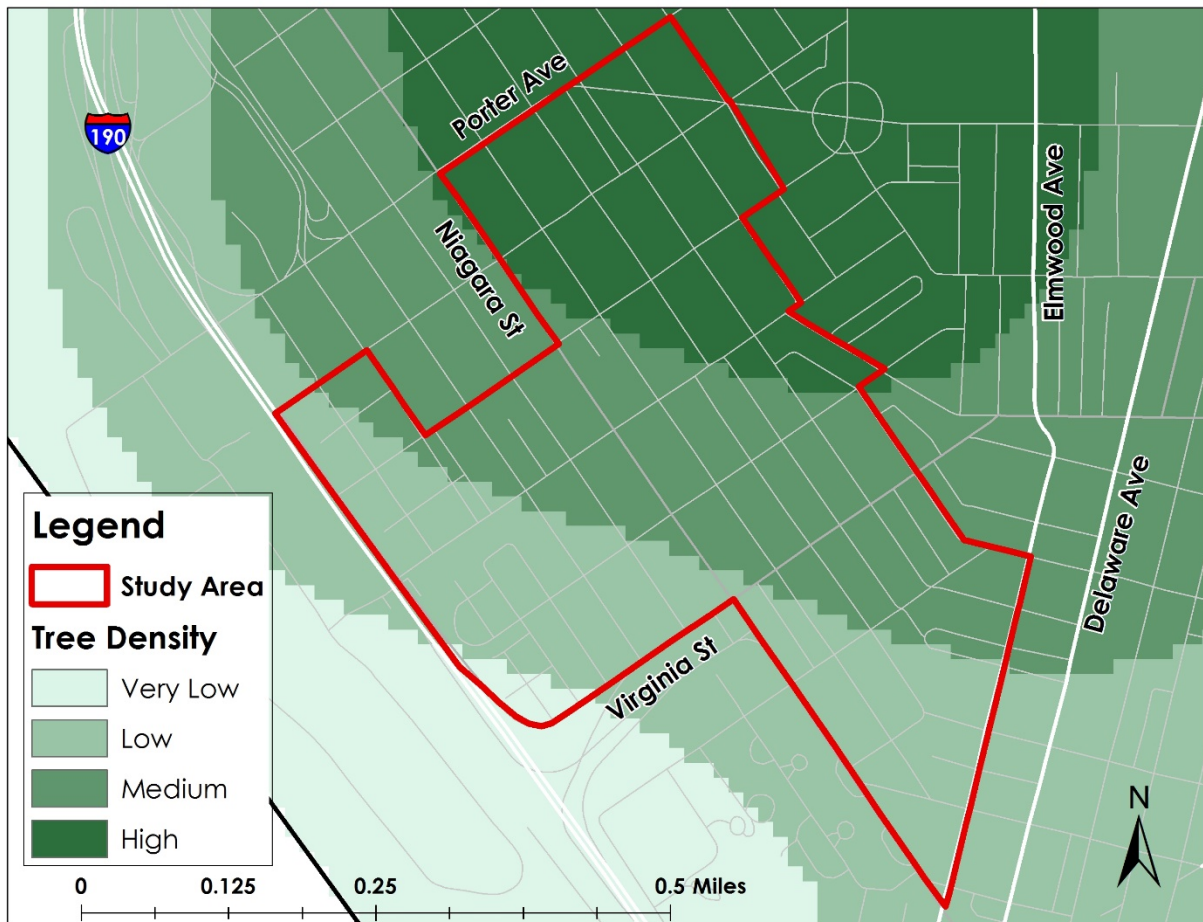 Porter Ave
190
Elmwood Ave
Niagara St
Delaware Ave
Virginia St
Legend
Study Area
Tree Density
Very Low
Low
Medium
High
N
0 0.125 0.25 0.5 Miles